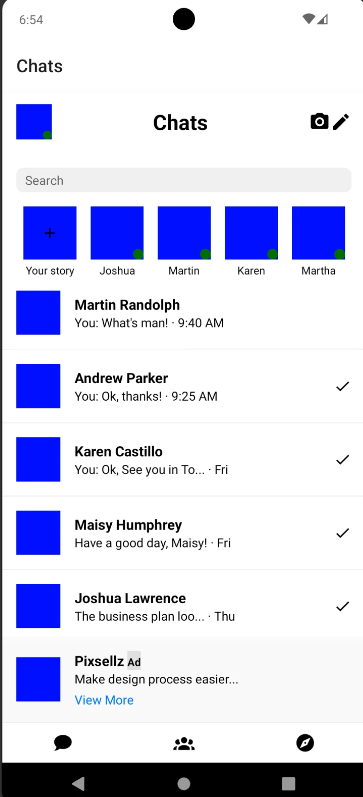 6:54
Chats
Chats
Search
+
Your story Joshua Martin Karen Martha
Martin Randolph
You: What's man! · 9:40 AM
Andrew Parker
You: Ok, thanks! · 9:25 AM
Karen Castillo
You: Ok, See you in To... · Fri
Maisy Humphrey
Have a good day, Maisy! · Fri
Joshua Lawrence
The business plan loo... · Thu
Pixsellz Ad
Make design process easier...
View More